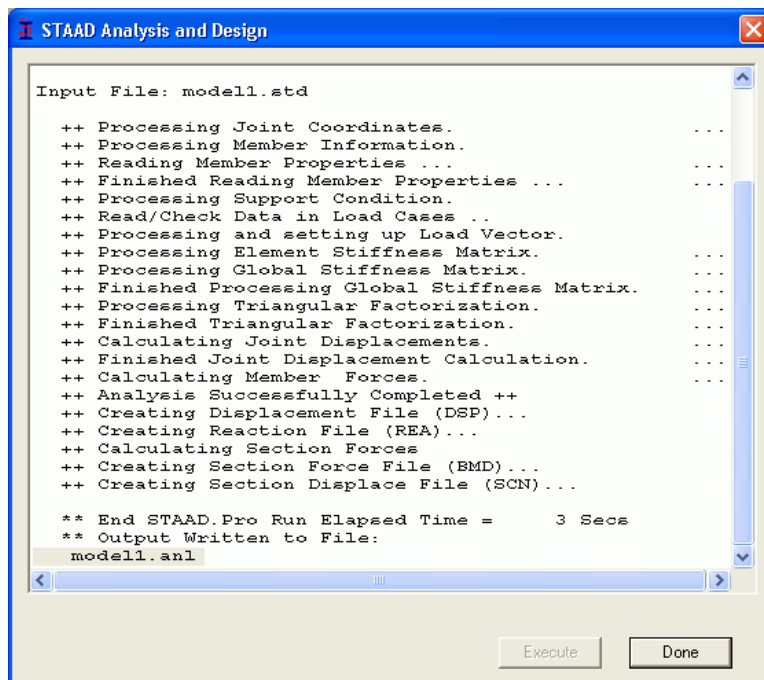 STAAD Analysis and Design
Input File: model1.std
++ Processing Joint Coordinates. ...
++ Processing Member Information.
++ Reading Member Properties ... ...
++ Finished Reading Member Properties ... ...
++ Processing Support Condition.
++ Read/Check Data in Load Cases ..
++ Processing and setting up Load Vector.
++ Processing Element Stiffness Matrix. ...
++ Processing Global Stiffness Matrix. ...
++ Finished Processing Global Stiffness Matrix. ...
++ Processing Triangular Factorization. ...
++ Finished Triangular Factorization. ...
++ Calculating Joint Displacements. ...
++ Finished Joint Displacement Calculation. ...
++ Calculating Member  Forces. ...
++ Analysis Successfully Completed ++
++ Creating Displacement File (DSP)...
++ Creating Reaction File (REA)...
++ Calculating Section Forces
++ Creating Section Force File (BMD)...
++ Creating Section Displace File (SCN)...
** End STAAD.Pro Run Elapsed Time =     3 Secs
** Output Written to File:
model1.anl
Execute Done